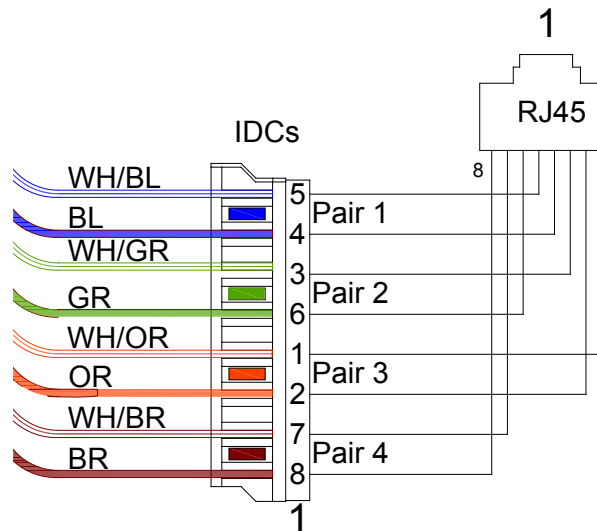 1
RJ45
8
IDCs
WH/BL
5
Pair 1
BL
4
WH/GR
3
Pair 2
GR
6
WH/OR
1
Pair 3
OR
2
WH/BR
7
Pair 4
BR
8
1